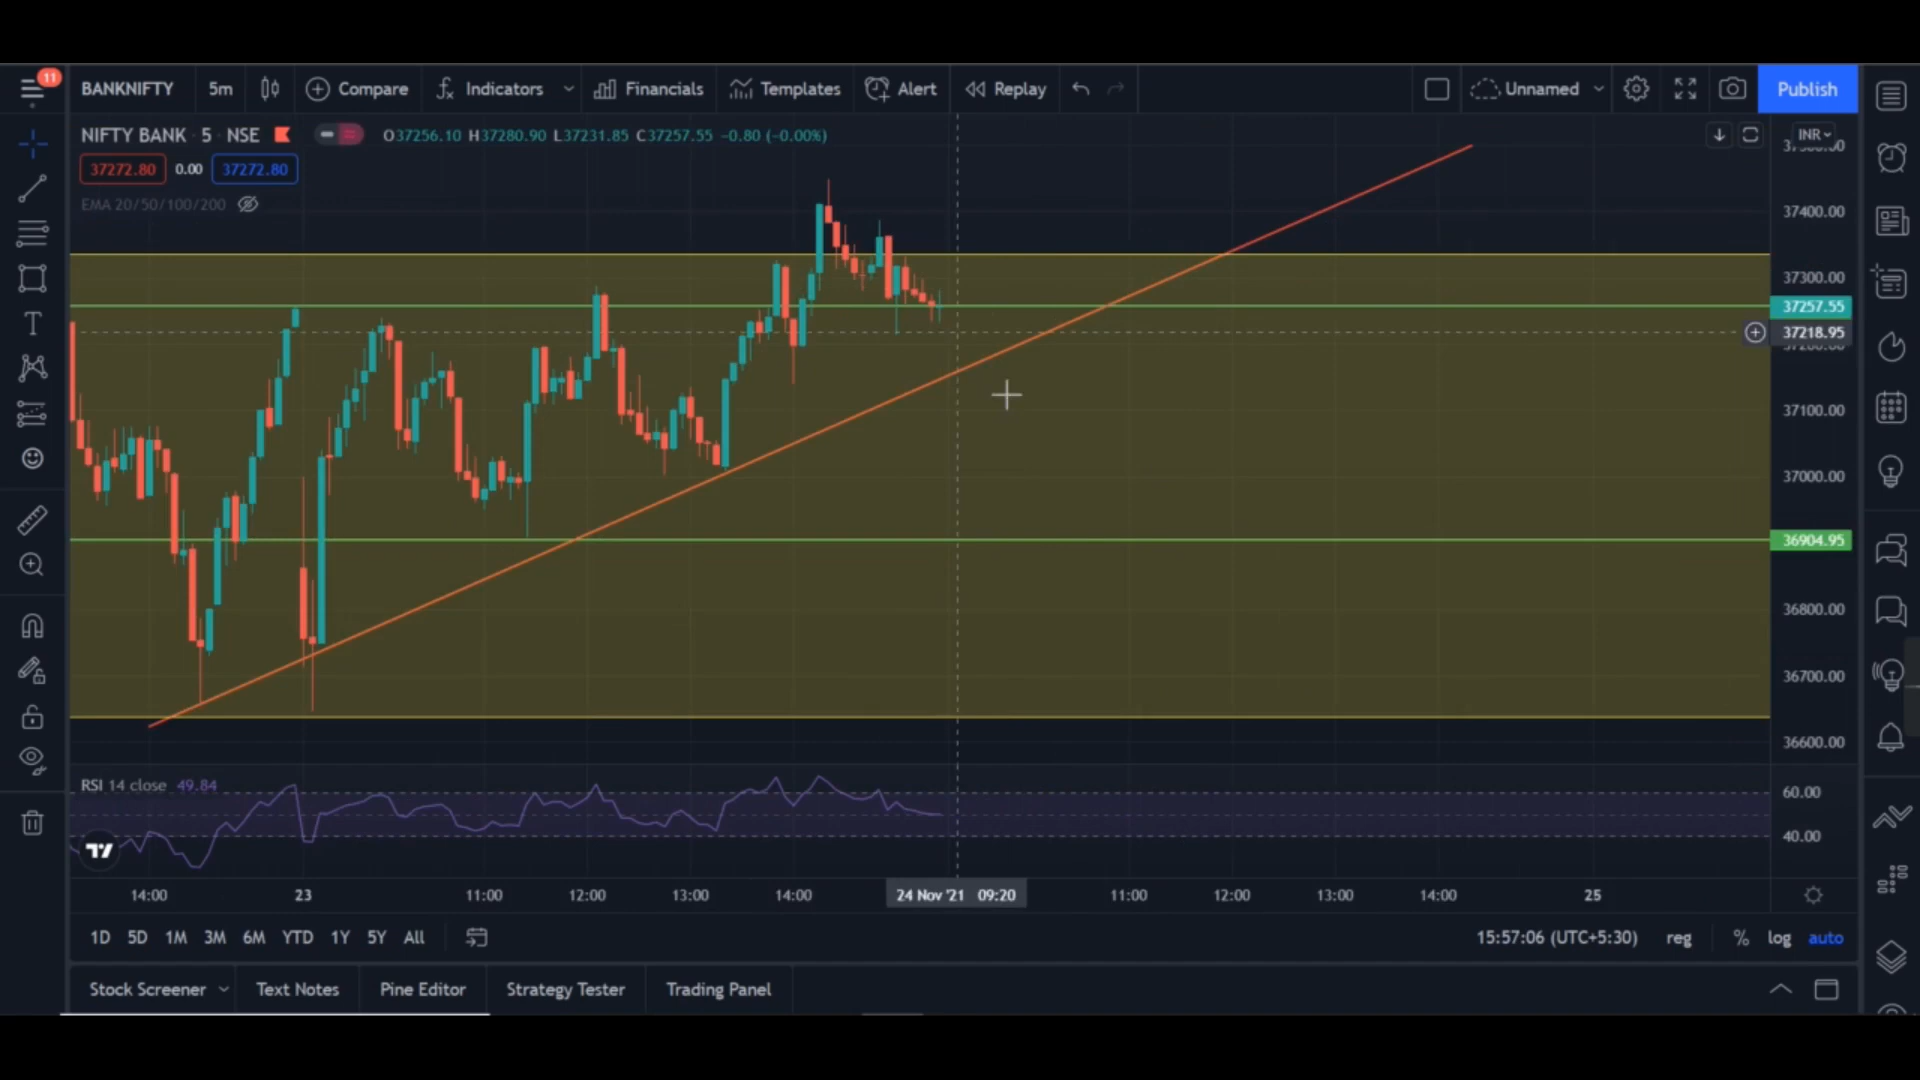 11
BANKNIFTY 5m Compare Indicators Financials Templates Alert Replay Unnamed Publish
NIFTY BANK · 5 · NSE O37256.10 H37280.90 L37231.85 C37257.55 −0.80 (−0.00%) INR
37272.80 0.00 37272.80
EMA 20/50/100/200
37400.00
37300.00
37257.55
37218.95
37100.00
37000.00
36904.95
36800.00
36700.00
36600.00
RSI 14 close 49.84
60.00
40.00
14:00 23 11:00 12:00 13:00 14:00 24 Nov '21 09:20 11:00 12:00 13:00 14:00 25
1D 5D 1M 3M 6M YTD 1Y 5Y All 15:57:06 (UTC+5:30) reg % log auto
Stock Screener Text Notes Pine Editor Strategy Tester Trading Panel